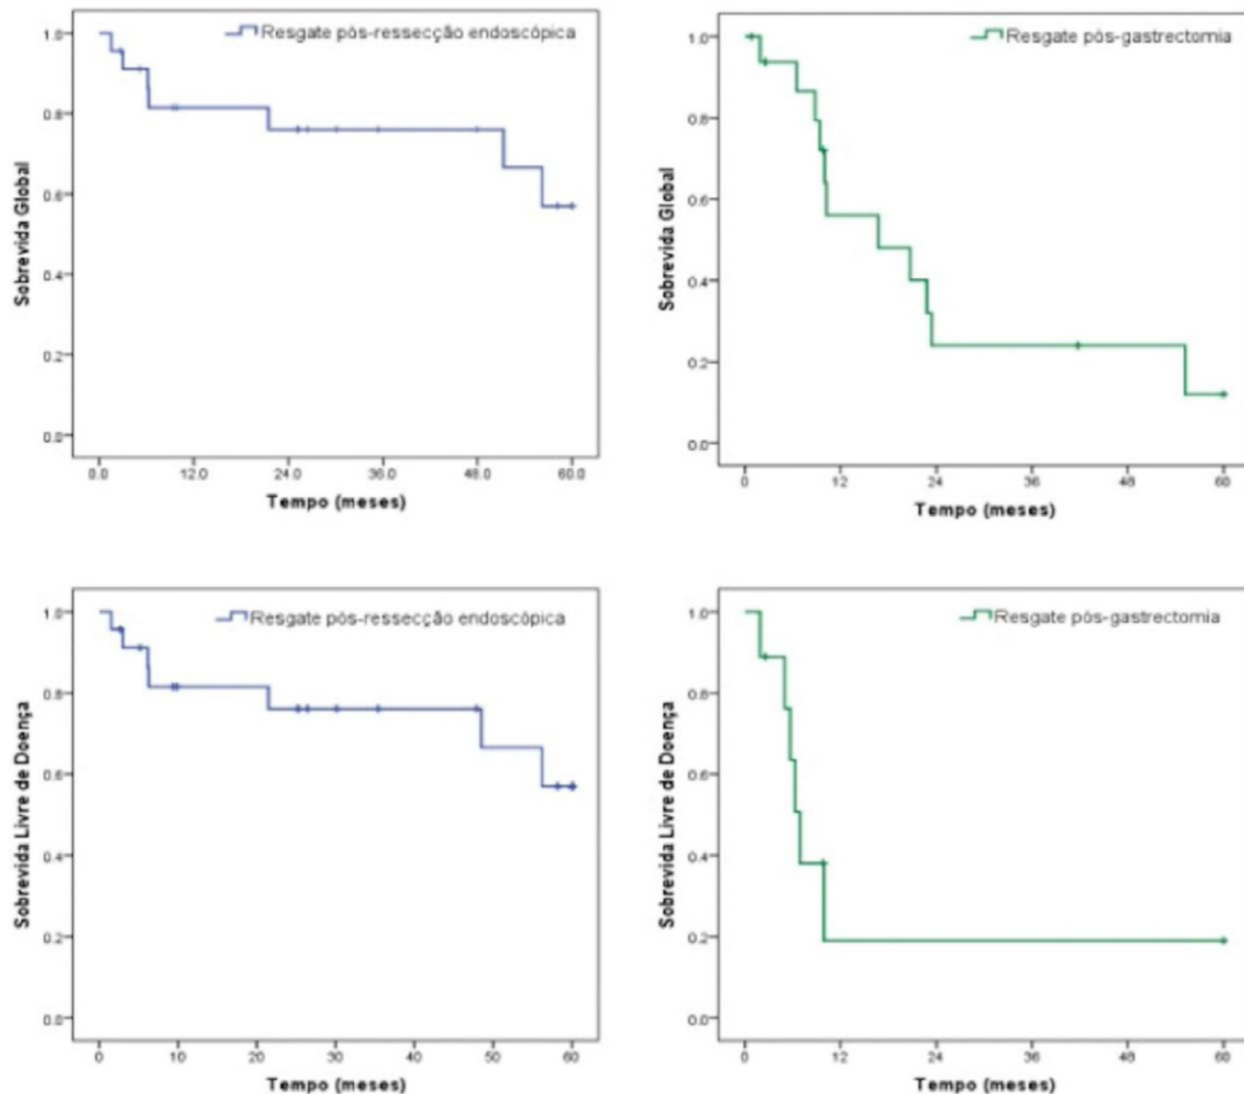 Resgate pós-ressecção endoscópica
Sobrevida Global
1.0
0.8
0.6
0.4
0.2
0.0
0.0 12.0 24.0 36.0 48.0 60.0
Tempo (meses)
Resgate pós-gastrectomia
Sobrevida Global
1.0
0.8
0.6
0.4
0.2
0.0
0 12 24 36 48 60
Tempo (meses)
Resgate pós-ressecção endoscópica
Sobrevida Livre de Doença
1.0
0.8
0.6
0.4
0.2
0.0
0 10 20 30 40 50 60
Tempo (meses)
Resgate pós-gastrectomia
Sobrevida Livre de Doença
1.0
0.8
0.6
0.4
0.2
0.0
0 12 24 36 48 60
Tempo (meses)